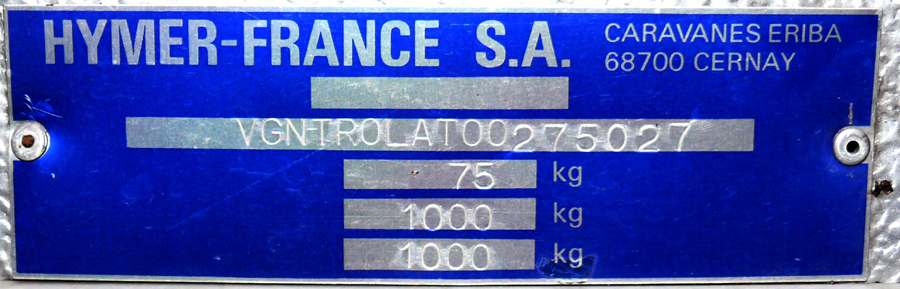 HYMER-FRANCE S.A.
CARAVANES ERIBA
68700 CERNAY
VGNTROLAT00275027
75 kg
1000 kg
1000 kg